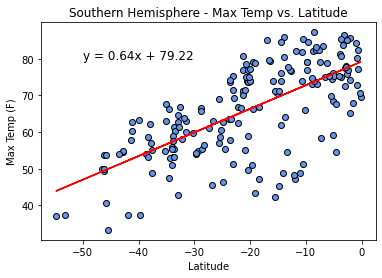 Southern Hemisphere - Max Temp vs. Latitude
y = 0.64x + 79.22
Max Temp (F)
80
70
60
50
40
−50
−40
−30
−20
−10
0
Latitude